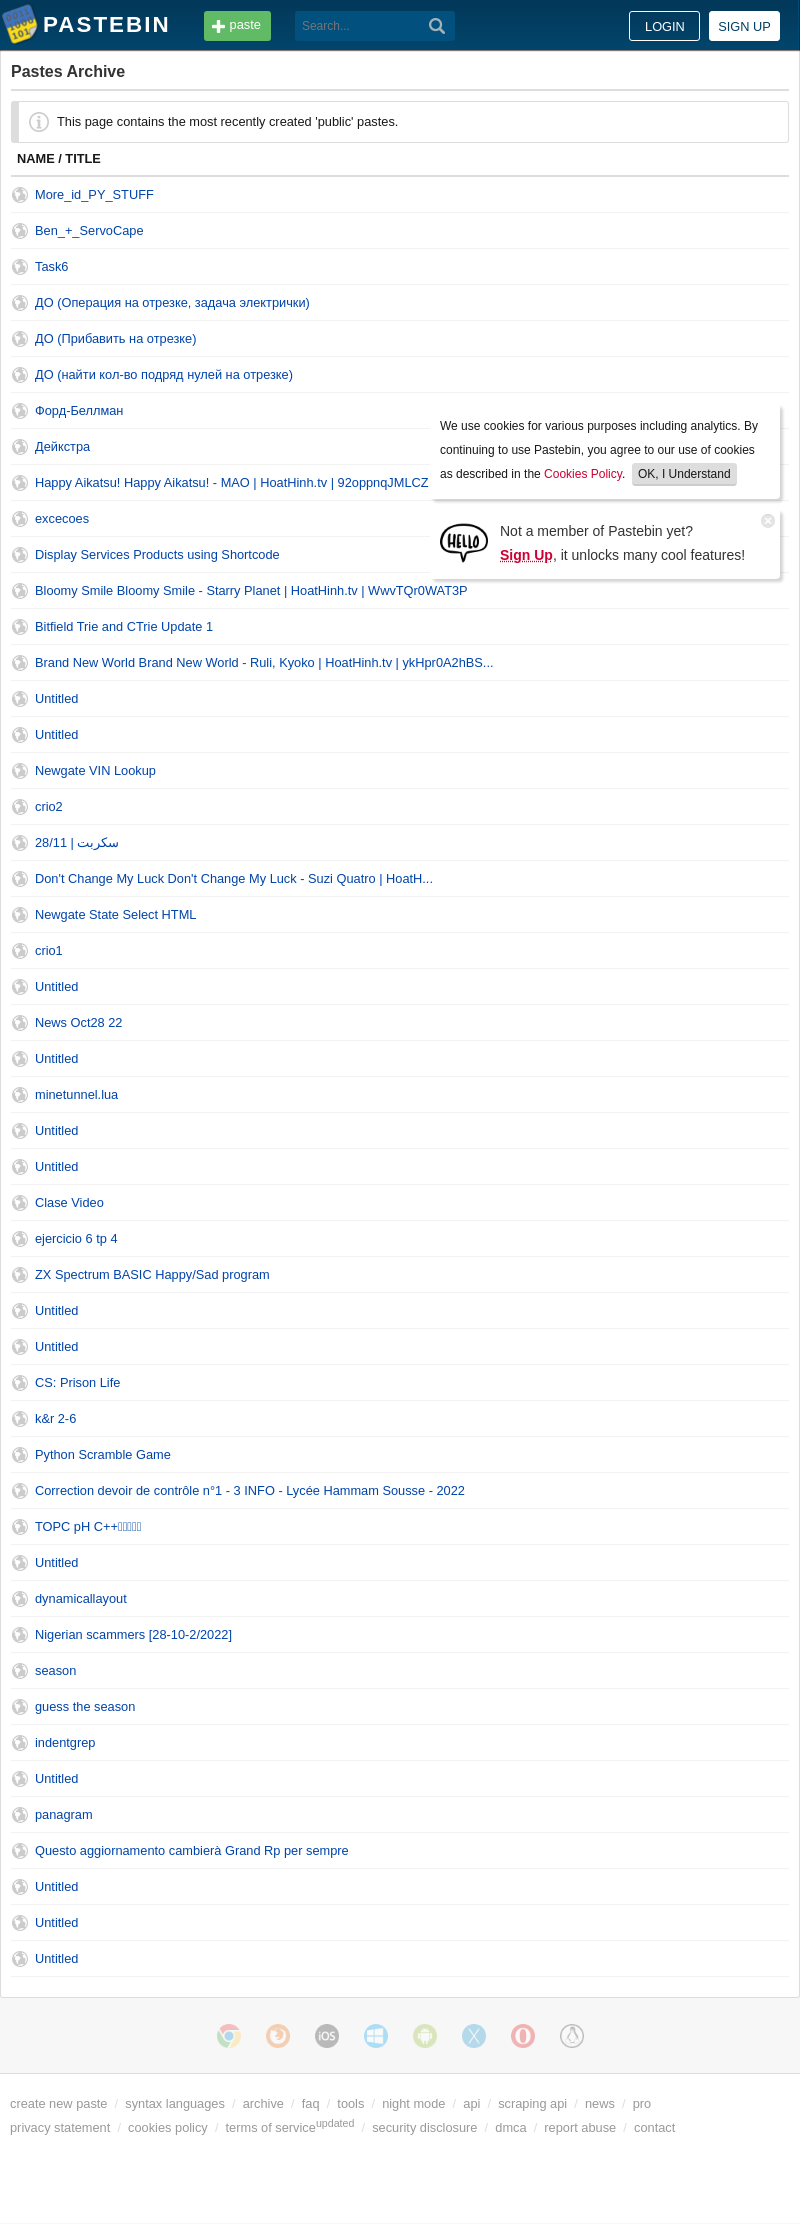 PASTEBIN
paste
Search...
LOGIN
SIGN UP
Pastes Archive
This page contains the most recently created 'public' pastes.
NAME / TITLE
More_id_PY_STUFF
Ben_+_ServoCape
Task6
ДО (Операция на отрезке, задача электрички)
ДО (Прибавить на отрезке)
ДО (найти кол-во подряд нулей на отрезке)
Форд-Беллман
Дейкстра
Happy Aikatsu! Happy Aikatsu! - MAO | HoatHinh.tv | 92oppnqJMLCZ
excecoes
Display Services Products using Shortcode
We use cookies for various purposes including analytics. By
continuing to use Pastebin, you agree to our use of cookies
as described in the Cookies Policy. OK, I Understand
HELLO
Not a member of Pastebin yet?
Sign Up, it unlocks many cool features!
Bloomy Smile Bloomy Smile - Starry Planet | HoatHinh.tv | WwvTQr0WAT3P
Bitfield Trie and CTrie Update 1
Brand New World Brand New World - Ruli, Kyoko | HoatHinh.tv | ykHpr0A2hBS...
Untitled
Untitled
Newgate VIN Lookup
crio2
سكربت | 28/11
Don't Change My Luck Don't Change My Luck - Suzi Quatro | HoatH...
Newgate State Select HTML
crio1
Untitled
News Oct28 22
Untitled
minetunnel.lua
Untitled
Untitled
Clase Video
ejercicio 6 tp 4
ZX Spectrum BASIC Happy/Sad program
Untitled
Untitled
CS: Prison Life
k&r 2-6
Python Scramble Game
Correction devoir de contrôle n°1 - 3 INFO - Lycée Hammam Sousse - 2022
TOPC pH C++
Untitled
dynamicallayout
Nigerian scammers [28-10-2/2022]
season
guess the season
indentgrep
Untitled
panagram
Questo aggiornamento cambierà Grand Rp per sempre
Untitled
Untitled
Untitled
iOS
create new paste / syntax languages / archive / faq / tools / night mode / api / scraping api / news / pro
privacy statement / cookies policy / terms of serviceupdated / security disclosure / dmca / report abuse / contact